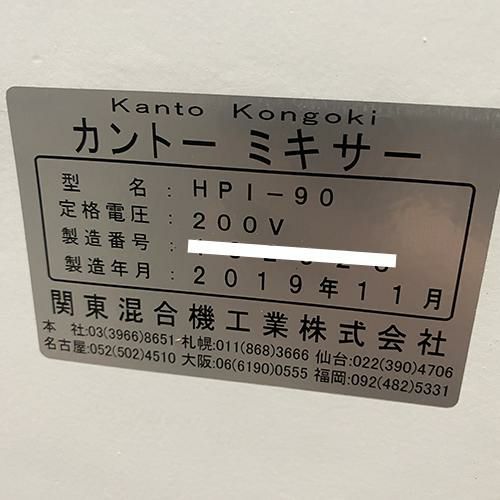 Kanto Kongoki
カントー ミキサー
型名：HPI-90
定格電圧：200V
製造番号：
製造年月：2019年11月
関東混合機工業株式会社
本社:03(3966)8651 札幌:011(868)3666 仙台:022(390)4706
名古屋:052(502)4510 大阪:06(6190)0555 福岡:092(482)5331